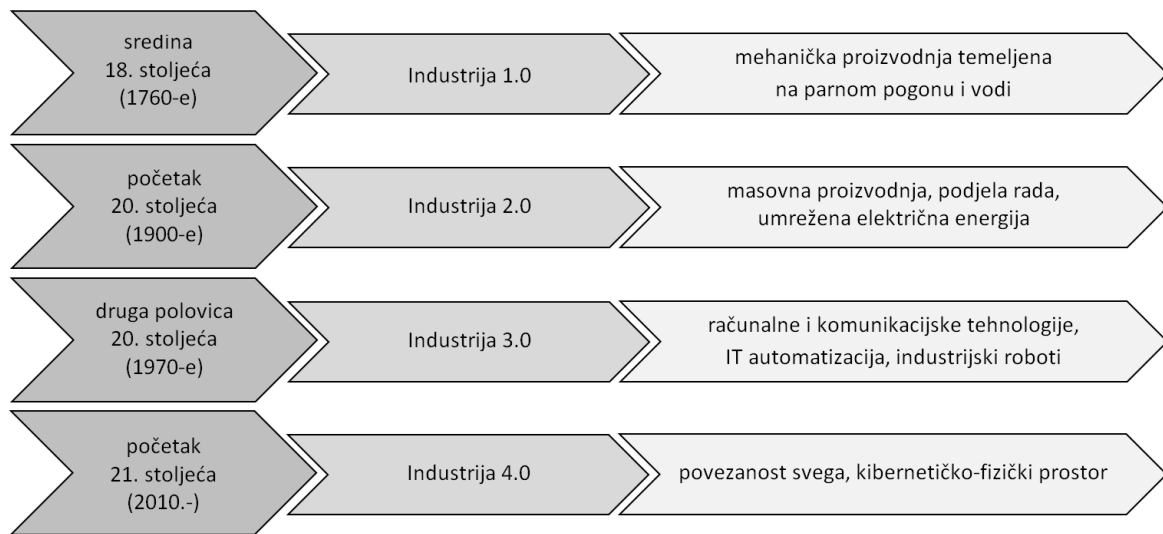 sredina
18. stoljeća
(1760-e)
Industrija 1.0
mehanička proizvodnja temeljena
na parnom pogonu i vodi
početak
20. stoljeća
(1900-e)
Industrija 2.0
masovna proizvodnja, podjela rada,
umrežena električna energija
druga polovica
20. stoljeća
(1970-e)
Industrija 3.0
računalne i komunikacijske tehnologije,
IT automatizacija, industrijski roboti
početak
21. stoljeća
(2010.-)
Industrija 4.0
povezanost svega, kibernetičko-fizički prostor